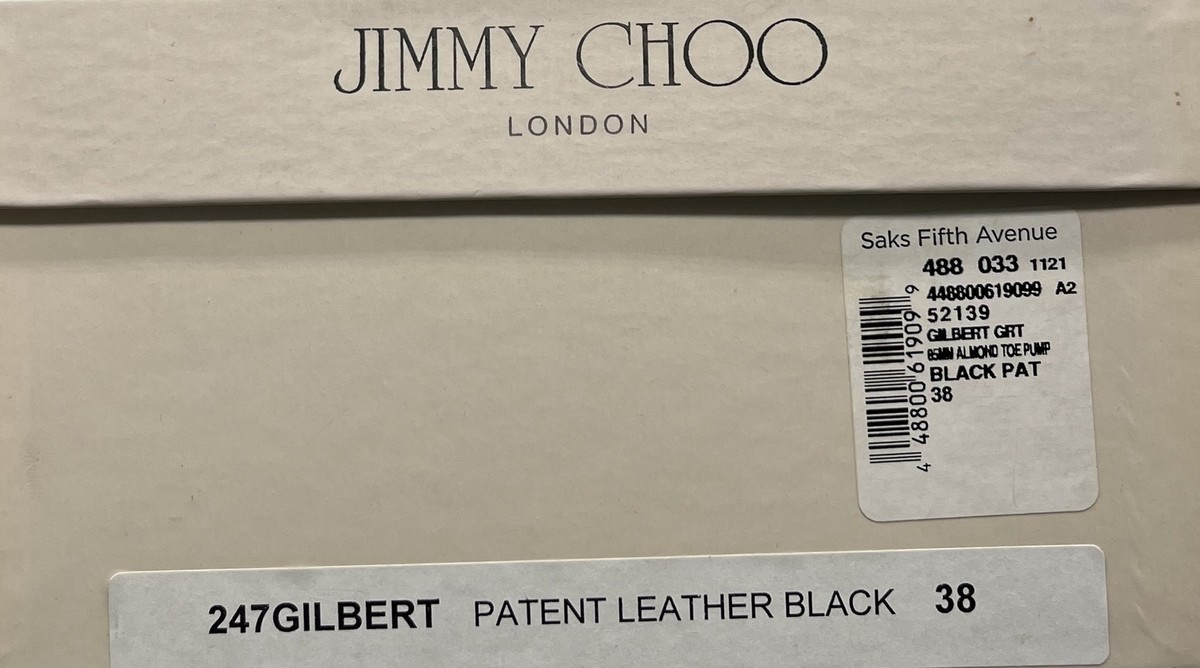 JIMMY CHOO
LONDON
Saks Fifth Avenue
488 033 1121
448800619099 A2
52139
GILBERT GRT
85MM ALMOND TOE PUMP
BLACK PAT
38
4 48800 61909 9
247GILBERT PATENT LEATHER BLACK 38